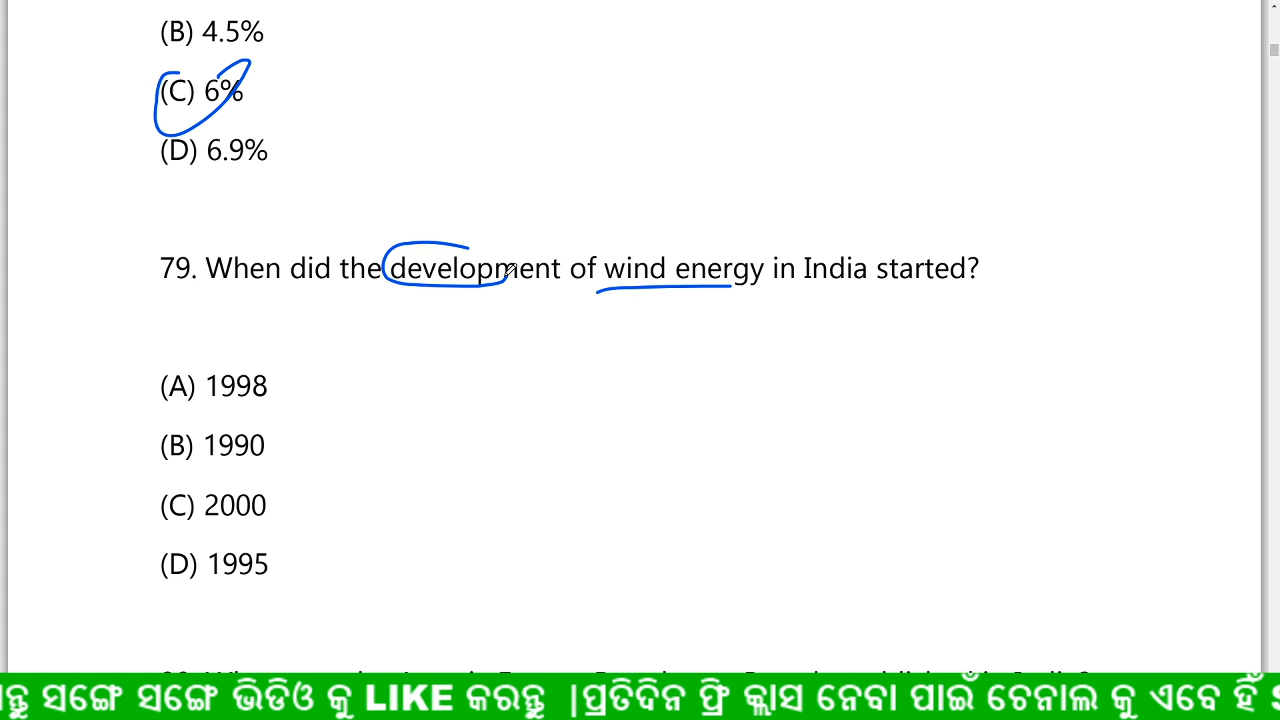 (B) 4.5%
(C) 6%
(D) 6.9%
79. When did the development of wind energy in India started?
(A) 1998
(B) 1990
(C) 2000
(D) 1995
ସଙ୍ଗେ ସଙ୍ଗେ ଭିଡିଓ କୁ LIKE କରନ୍ତୁ |ପ୍ରତିଦିନ ଫ୍ରି କ୍ଲାସ ନେବା ପାଇଁ ଚେନାଲ କୁ ଏବେ ହିଁ